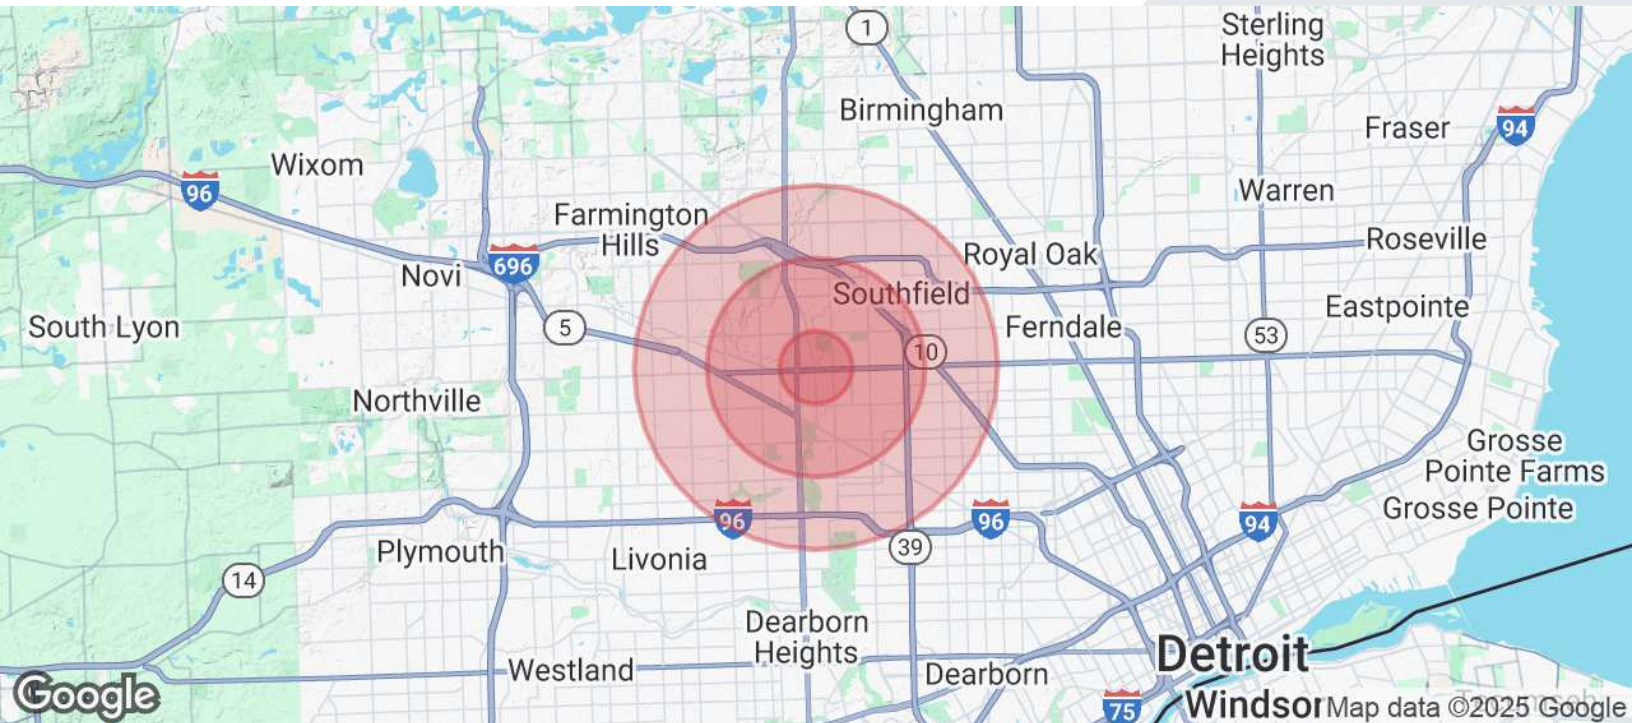 1
Sterling
Heights
Birmingham
Fraser
94
Wixom
96
Warren
Farmington
Hills
Royal Oak
Roseville
Novi
696
Southfield
Eastpointe
South Lyon
5
Ferndale
53
10
Northville
Grosse
Pointe Farms
Grosse Pointe
96
96
94
Plymouth
Livonia
39
14
Dearborn
Heights
Detroit
Westland
Dearborn
Google
75
Windsor
Map data ©2025 Google